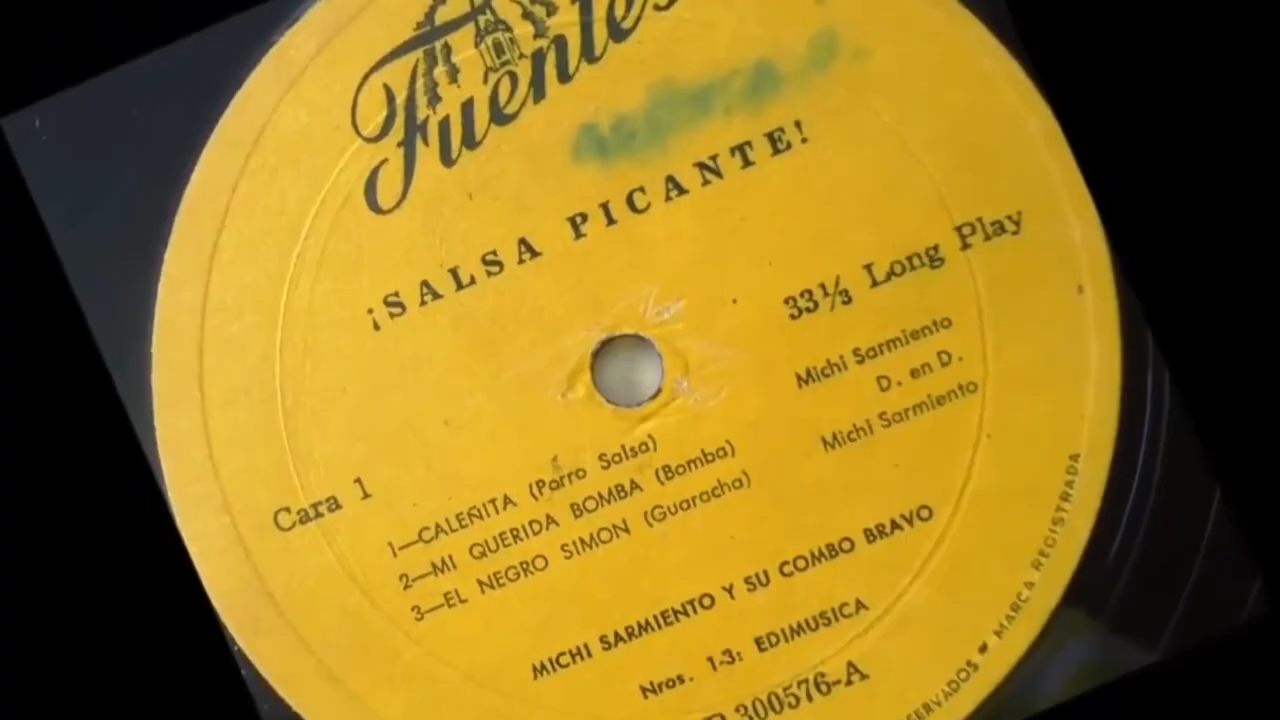 Fuentes
¡SALSA PICANTE!
33⅓ Long Play
Cara 1
1—CALEÑITA (Porro Salsa) Michi Sarmiento
2—MI QUERIDA BOMBA (Bomba) D. en D.
3—EL NEGRO SIMON (Guaracha) Michi Sarmiento
MICHI SARMIENTO Y SU COMBO BRAVO
Nros. 1-3: EDIMUSICA
300576-A
MARCA REGISTRADA